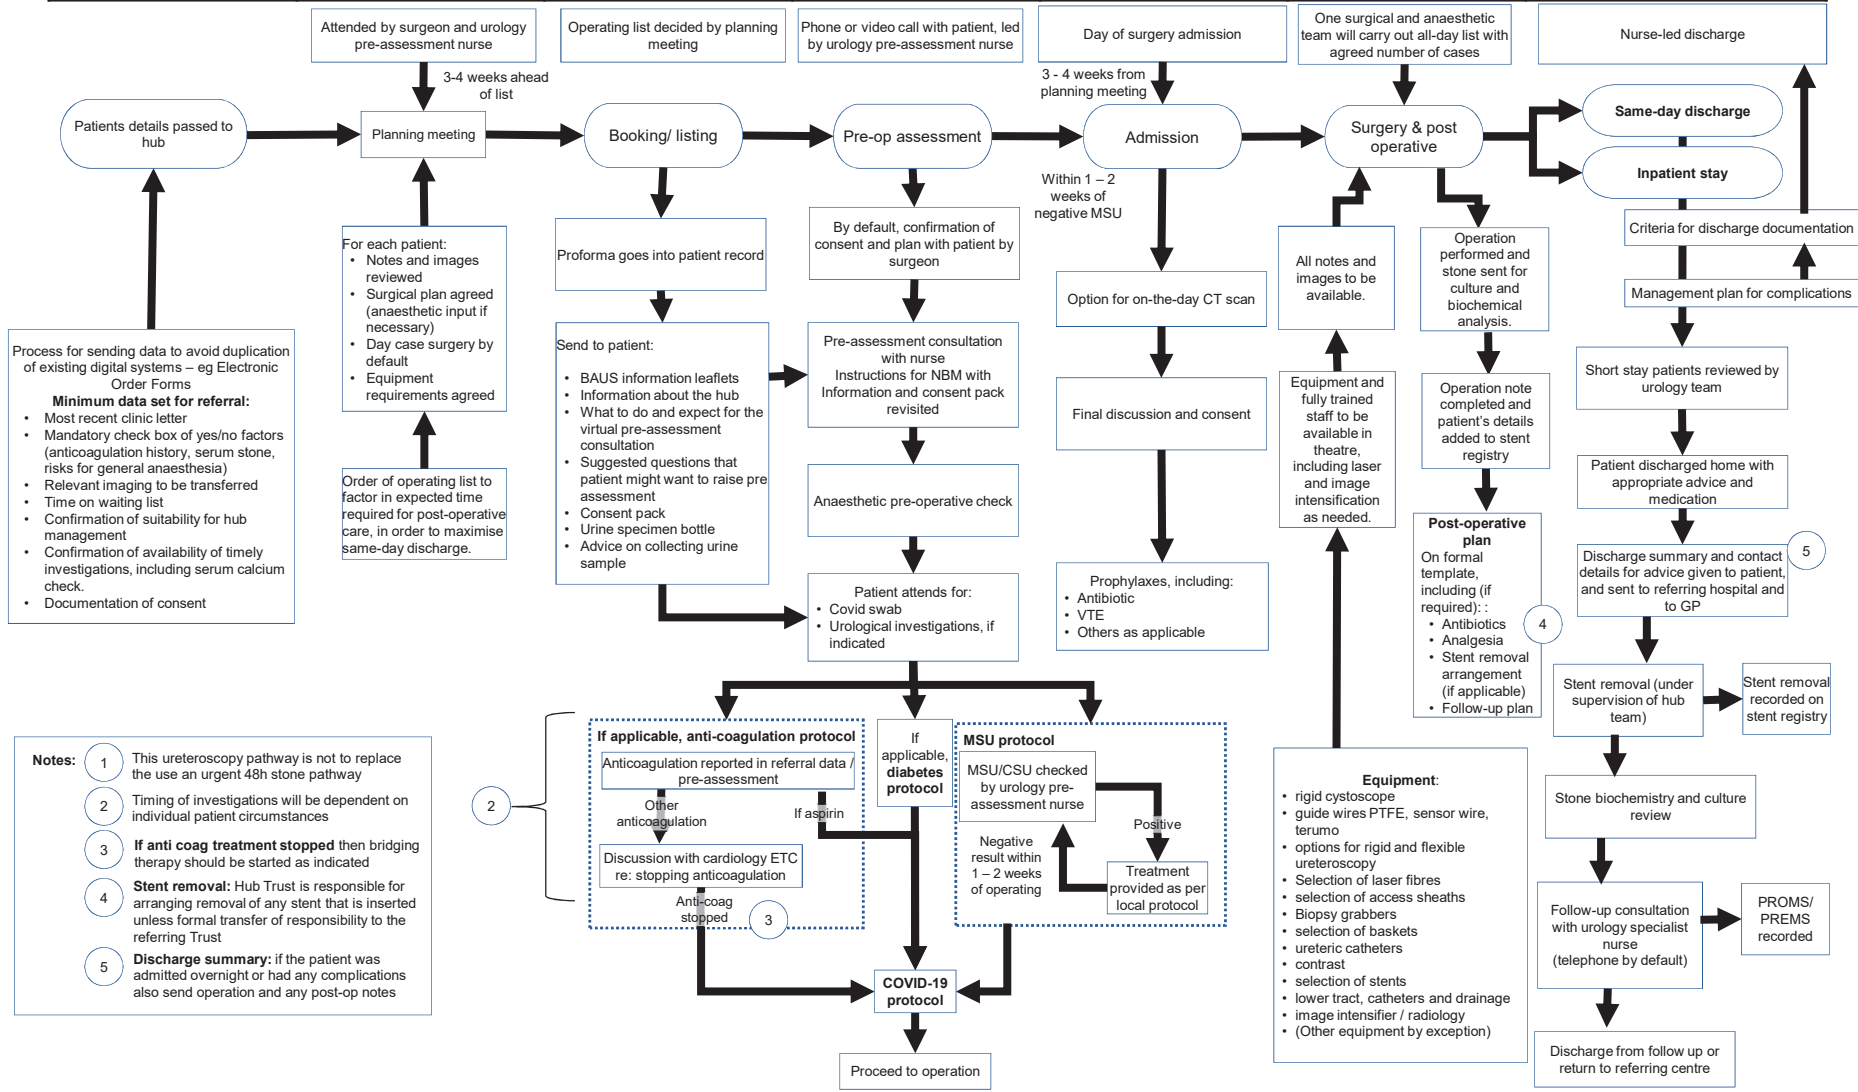 Attended by surgeon and urology
pre-assessment nurse
Operating list decided by planning
meeting
Phone or video call with patient, led
by urology pre-assessment nurse
Day of surgery admission
One surgical and anaesthetic
team will carry out all-day list with
agreed number of cases
Nurse-led discharge
3-4 weeks ahead
of list
3 - 4 weeks from
planning meeting
Patients details passed to
hub
Planning meeting
Booking/ listing
Pre-op assessment
Admission
Surgery & post
operative
Same-day discharge
Inpatient stay
Within 1 – 2
weeks of
negative MSU
Process for sending data to avoid duplication
of existing digital systems – eg Electronic
Order Forms
Minimum data set for referral:
• Most recent clinic letter
• Mandatory check box of yes/no factors
(anticoagulation history, serum stone,
risks for general anaesthesia)
• Relevant imaging to be transferred
• Time on waiting list
• Confirmation of suitability for hub
management
• Confirmation of availability of timely
investigations, including serum calcium
check.
• Documentation of consent
For each patient:
• Notes and images
reviewed
• Surgical plan agreed
(anaesthetic input if
necessary)
• Day case surgery by
default
• Equipment
requirements agreed
Order of operating list to
factor in expected time
required for post-operative
care, in order to maximise
same-day discharge.
Proforma goes into patient record
Send to patient:
• BAUS information leaflets
• Information about the hub
• What to do and expect for the
virtual pre-assessment
consultation
• Suggested questions that
patient might want to raise pre
assessment
• Consent pack
• Urine specimen bottle
• Advice on collecting urine
sample
By default, confirmation of
consent and plan with patient by
surgeon
Pre-assessment consultation
with nurse
Instructions for NBM with
Information and consent pack
revisited
Anaesthetic pre-operative check
Patient attends for:
• Covid swab
• Urological investigations, if
indicated
Option for on-the-day CT scan
Final discussion and consent
Prophylaxes, including:
• Antibiotic
• VTE
• Others as applicable
All notes and
images to be
available.
Equipment and
fully trained
staff to be
available in
theatre,
including laser
and image
intensification
as needed.
Equipment:
• rigid cystoscope
• guide wires PTFE, sensor wire,
terumo
• options for rigid and flexible
ureteroscopy
• Selection of laser fibres
• selection of access sheaths
• Biopsy grabbers
• selection of baskets
• ureteric catheters
• contrast
• selection of stents
• lower tract, catheters and drainage
• image intensifier / radiology
• (Other equipment by exception)
Operation
performed and
stone sent for
culture and
biochemical
analysis.
Operation note
completed and
patient's details
added to stent
registry
Post-operative
plan
On formal
template,
including (if
required): :
• Antibiotics
• Analgesia
• Stent removal
arrangement
(if applicable)
• Follow-up plan
4
Criteria for discharge documentation
Management plan for complications
Short stay patients reviewed by
urology team
Patient discharged home with
appropriate advice and
medication
Discharge summary and contact
details for advice given to patient,
and sent to referring hospital and
to GP
5
Stent removal (under
supervision of hub
team)
Stent removal
recorded on
stent registry
Stone biochemistry and culture
review
Follow-up consultation
with urology specialist
nurse
(telephone by default)
PROMS/
PREMS
recorded
Discharge from follow up or
return to referring centre
2
If applicable, anti-coagulation protocol
Anticoagulation reported in referral data /
pre-assessment
Other
anticoagulation
If aspirin
Discussion with cardiology ETC
re: stopping anticoagulation
Anti-coag
stopped
3
If
applicable,
diabetes
protocol
MSU protocol
MSU/CSU checked
by urology pre-
assessment nurse
Positive
Negative
result within
1 – 2 weeks
of operating
Treatment
provided as per
local protocol
COVID-19
protocol
Proceed to operation
Notes:
1 This ureteroscopy pathway is not to replace
the use an urgent 48h stone pathway
2 Timing of investigations will be dependent on
individual patient circumstances
3 If anti coag treatment stopped then bridging
therapy should be started as indicated
4 Stent removal: Hub Trust is responsible for
arranging removal of any stent that is inserted
unless formal transfer of responsibility to the
referring Trust
5 Discharge summary: if the patient was
admitted overnight or had any complications
also send operation and any post-op notes